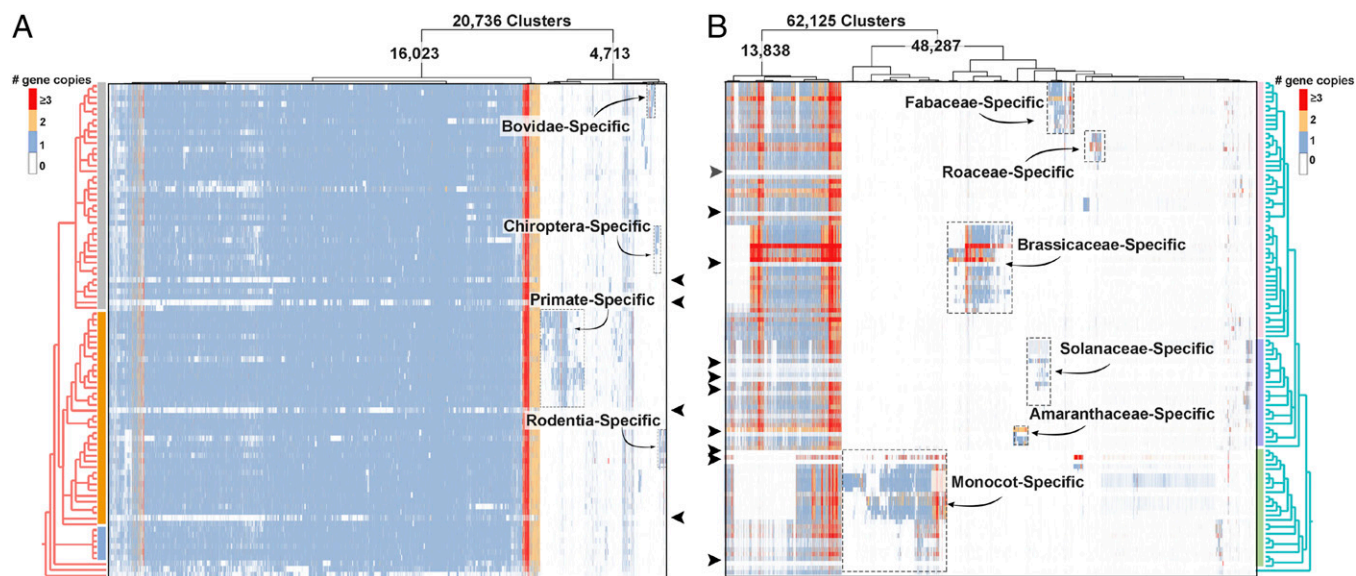 A
20,736 Clusters
16,023
4,713
# gene copies
≥3
2
1
0
Bovidae-Specific
Chiroptera-Specific
Primate-Specific
Rodentia-Specific
B
62,125 Clusters
13,838
48,287
# gene copies
≥3
2
1
0
Fabaceae-Specific
Roaceae-Specific
Brassicaceae-Specific
Solanaceae-Specific
Amaranthaceae-Specific
Monocot-Specific